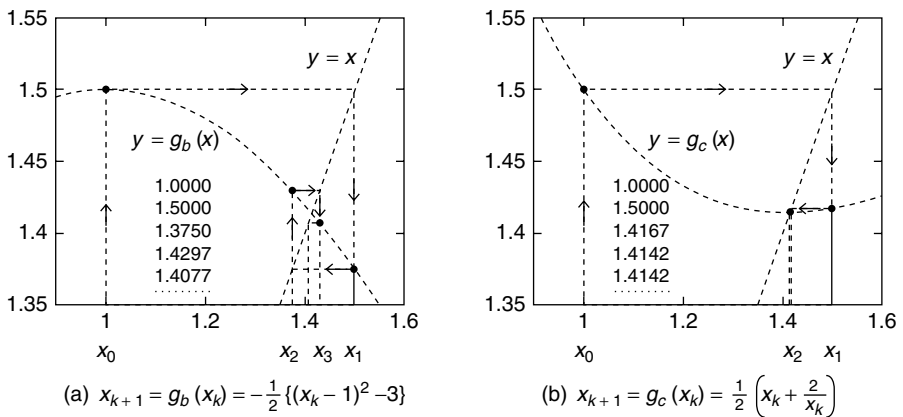 1.55
1.5
1.45
1.4
1.35
y = x
y = g_b (x)
1.0000
1.5000
1.3750
1.4297
1.4077
..........
1 1.2 1.4 1.6
x_0 x_2 x_3 x_1
(a) x_{k+1} = g_b (x_k) = -\frac{1}{2} {(x_k − 1)^2 −3}
1.55
1.5
1.45
1.4
1.35
y = x
y = g_c (x)
1.0000
1.5000
1.4167
1.4142
1.4142
..........
1 1.2 1.4 1.6
x_0 x_2 x_1
(b) x_{k+1} = g_c (x_k) = \frac{1}{2} (x_k + \frac{2}{x_k})